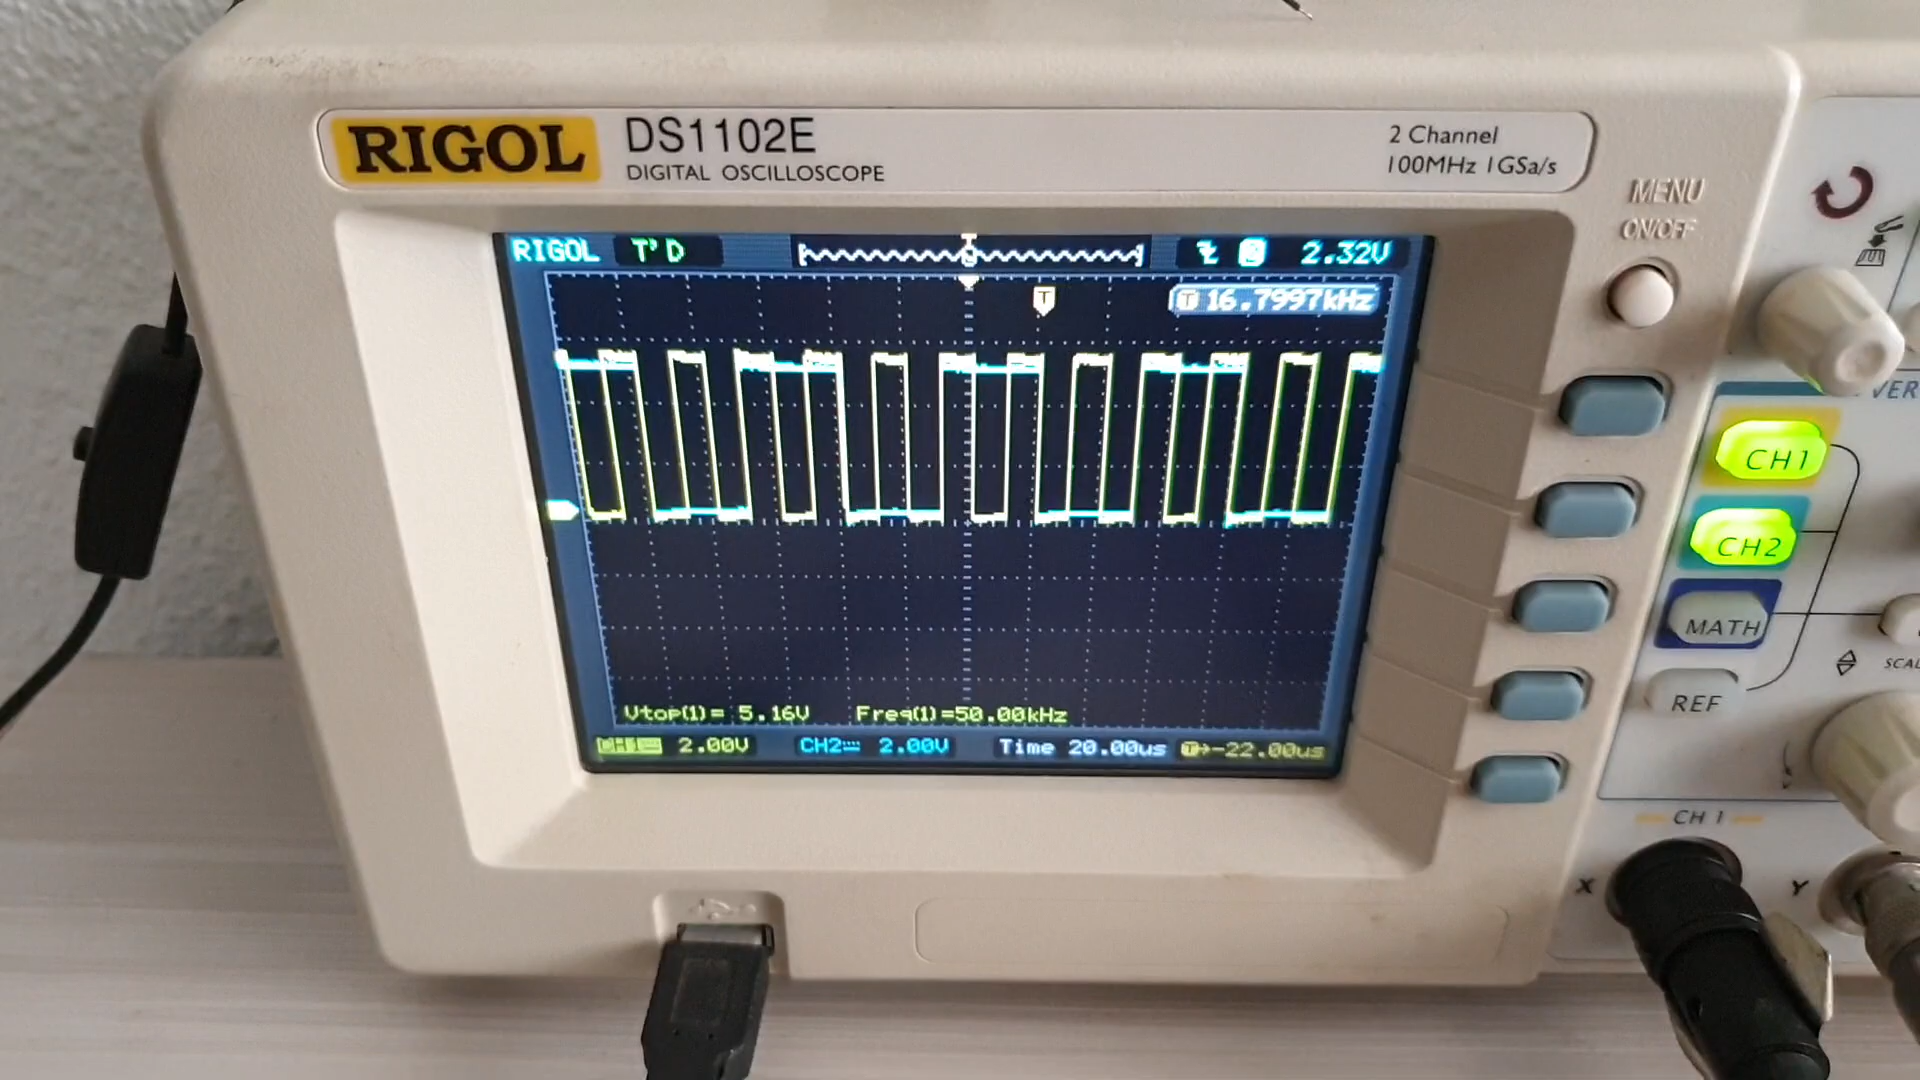 RIGOL DS1102E
DIGITAL OSCILLOSCOPE
2 Channel
100MHz 1GSa/s
MENU
ON/OFF
RIGOL T'D 2.32V
T
16.7997kHz
Vtop(1)= 5.16V Freq(1)=50.00kHz
CH1 2.00V CH2 2.00V Time 20.00us T -22.00us
CH1
CH2
MATH
REF
CH 1
X Y